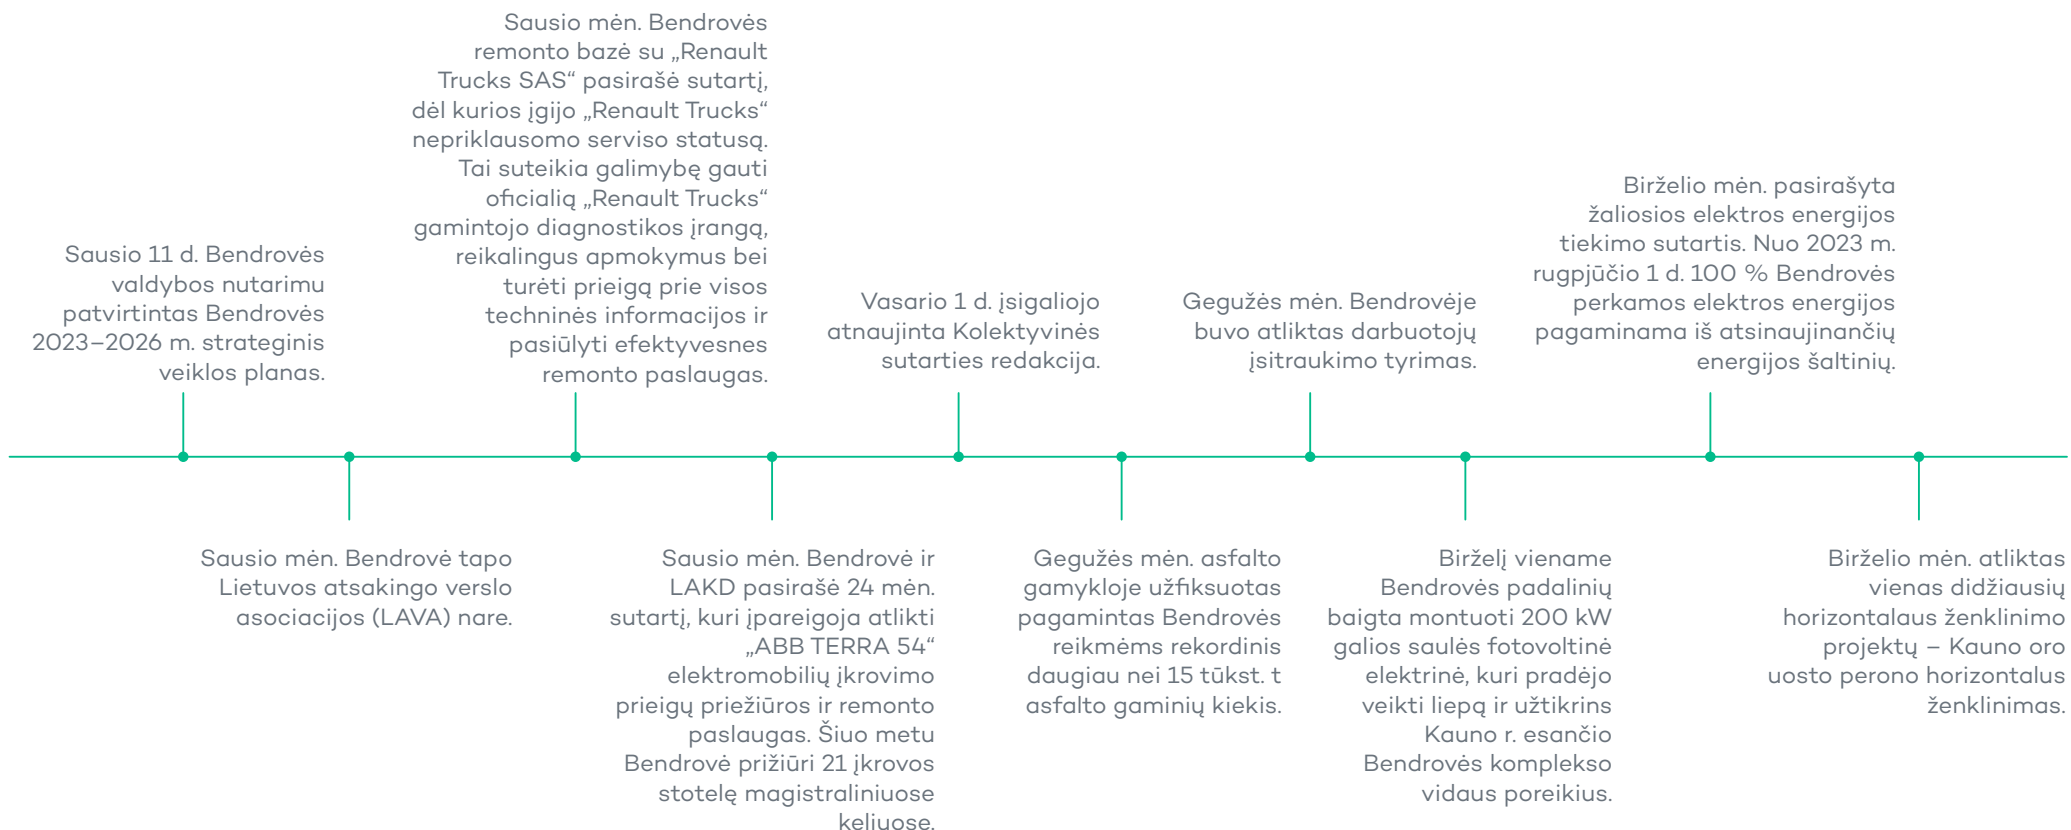 Sausio 11 d. Bendrovės
valdybos nutarimu
patvirtintas Bendrovės
2023–2026 m. strateginis
veiklos planas.
Sausio mėn. Bendrovė tapo
Lietuvos atsakingo verslo
asociacijos (LAVA) nare.
Sausio mėn. Bendrovės
remonto bazė su „Renault
Trucks SAS“ pasirašė sutartį,
dėl kurios įgijo „Renault Trucks“
nepriklausomo serviso statusą.
Tai suteikia galimybę gauti
oficialią „Renault Trucks“
gamintojo diagnostikos įrangą,
reikalingus apmokymus bei
turėti prieigą prie visos
techninės informacijos ir
pasiūlyti efektyvesnes
remonto paslaugas.
Sausio mėn. Bendrovė ir
LAKD pasirašė 24 mėn.
sutartį, kuri įpareigoja atlikti
„ABB TERRA 54“
elektromobilių įkrovimo
prieigų priežiūros ir remonto
paslaugas. Šiuo metu
Bendrovė prižiūri 21 įkrovos
stotelę magistraliniuose
keliuose.
Vasario 1 d. įsigaliojo
atnaujinta Kolektyvinės
sutarties redakcija.
Gegužės mėn. asfalto
gamykloje užfiksuotas
pagamintas Bendrovės
reikmėms rekordinis
daugiau nei 15 tūkst. t
asfalto gaminių kiekis.
Gegužės mėn. Bendrovėje
buvo atliktas darbuotojų
įsitraukimo tyrimas.
Birželį viename
Bendrovės padalinių
baigta montuoti 200 kW
galios saulės fotovoltinė
elektrinė, kuri pradėjo
veikti liepą ir užtikrins
Kauno r. esančio
Bendrovės komplekso
vidaus poreikius.
Birželio mėn. pasirašyta
žaliosios elektros energijos
tiekimo sutartis. Nuo 2023 m.
rugpjūčio 1 d. 100 % Bendrovės
perkamos elektros energijos
pagaminama iš atsinaujinančių
energijos šaltinių.
Birželio mėn. atliktas
vienas didžiausių
horizontalaus ženklinimo
projektų – Kauno oro
uosto perono horizontalus
ženklinimas.